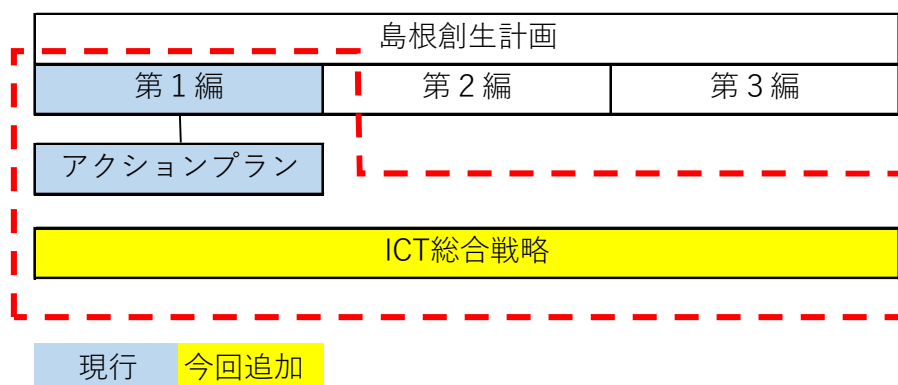 島根創生計画
第１編 第２編 第３編
アクションプラン
ICT総合戦略
現行 今回追加